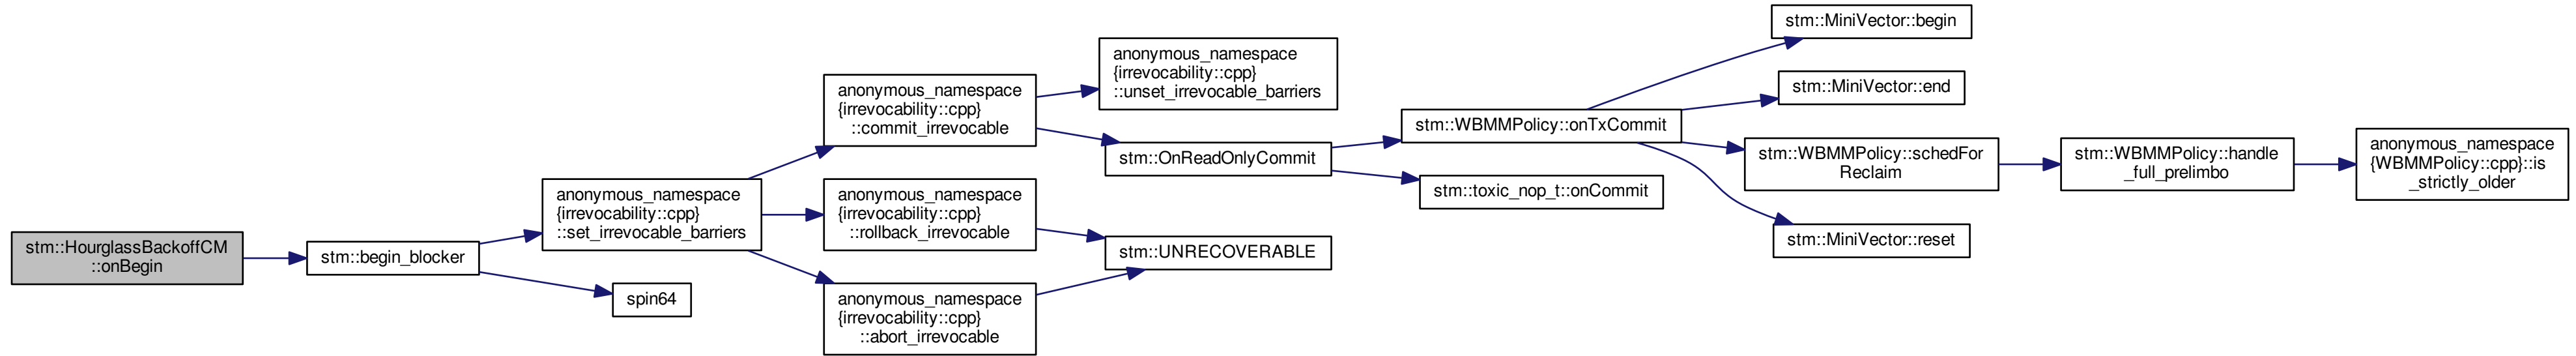 stm::HourglassBackoffCM
::onBegin
stm::begin_blocker
anonymous_namespace
{irrevocability::cpp}
::set_irrevocable_barriers
spin64
anonymous_namespace
{irrevocability::cpp}
::commit_irrevocable
anonymous_namespace
{irrevocability::cpp}
::rollback_irrevocable
anonymous_namespace
{irrevocability::cpp}
::abort_irrevocable
anonymous_namespace
{irrevocability::cpp}
::unset_irrevocable_barriers
stm::OnReadOnlyCommit
stm::UNRECOVERABLE
stm::WBMMPolicy::onTxCommit
stm::toxic_nop_t::onCommit
stm::MiniVector::begin
stm::MiniVector::end
stm::WBMMPolicy::schedFor
Reclaim
stm::MiniVector::reset
stm::WBMMPolicy::handle
_full_prelimbo
anonymous_namespace
{WBMMPolicy::cpp}::is
_strictly_older